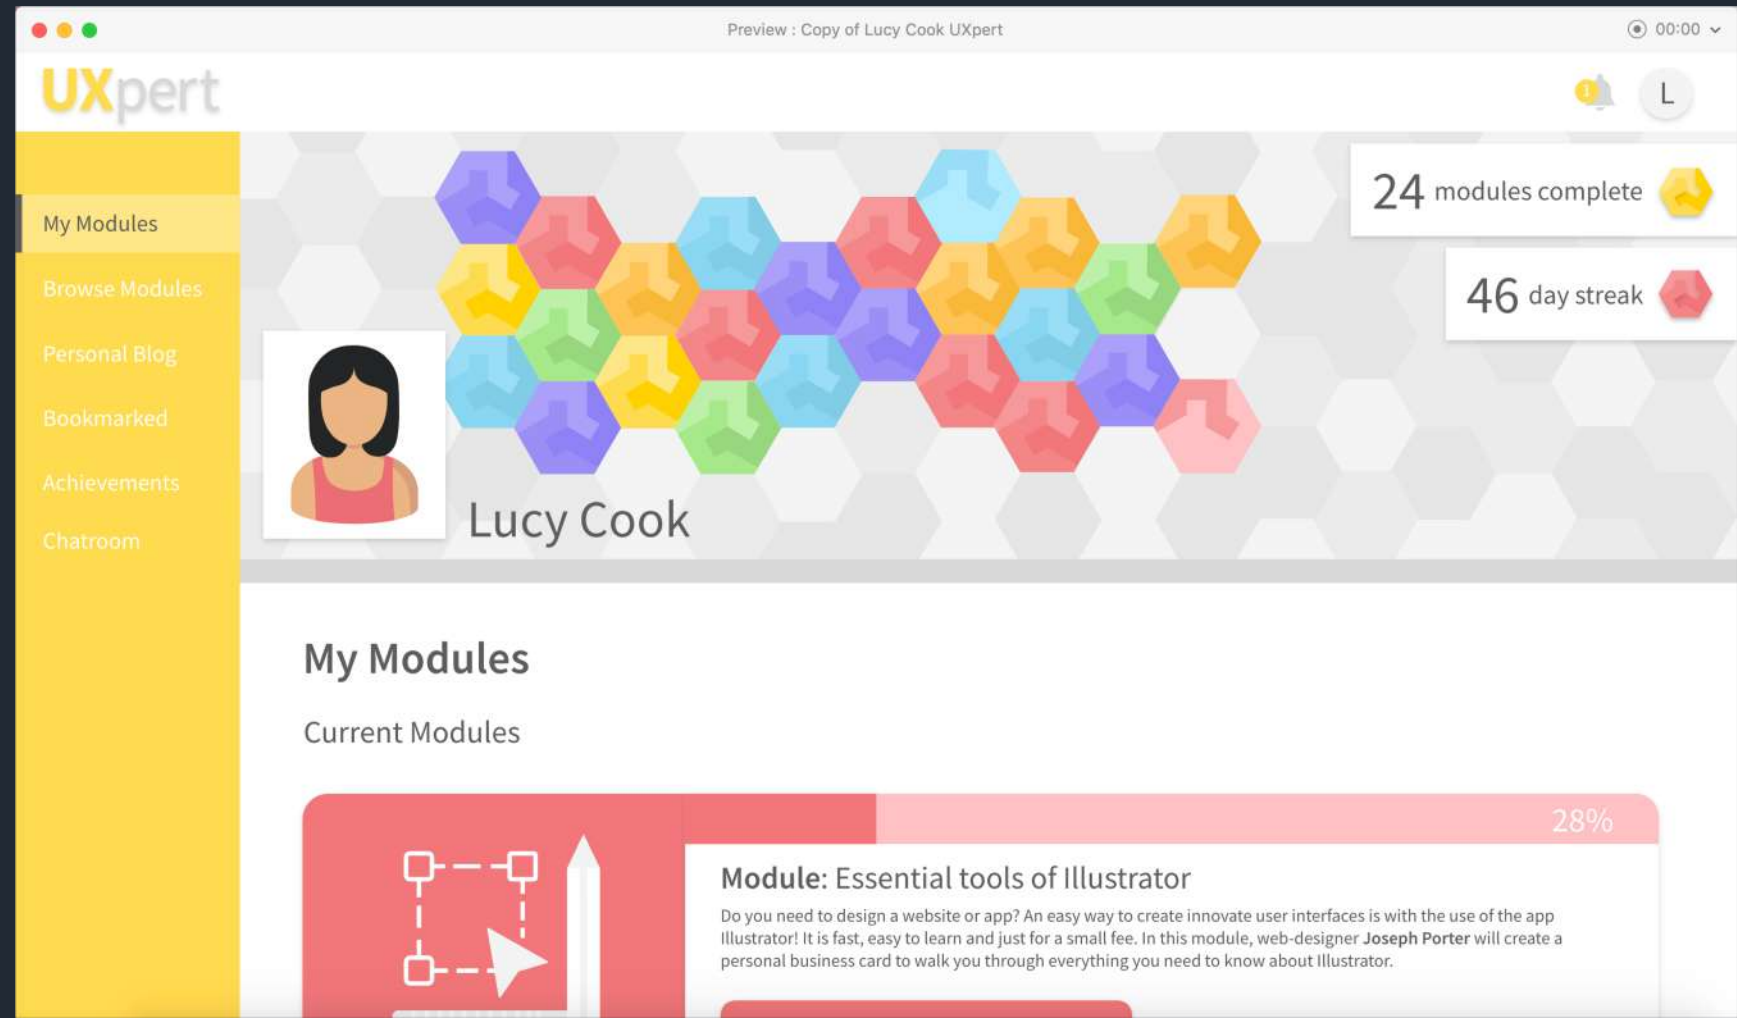 Preview : Copy of Lucy Cook UXpert
00:00
UXpert
1
L
My Modules
Browse Modules
Personal Blog
Bookmarked
Achievements
Chatroom
24 modules complete
46 day streak
Lucy Cook
My Modules
Current Modules
28%
Module: Essential tools of Illustrator
Do you need to design a website or app? An easy way to create innovate user interfaces is with the use of the app
Illustrator! It is fast, easy to learn and just for a small fee. In this module, web-designer Joseph Porter will create a
personal business card to walk you through everything you need to know about Illustrator.